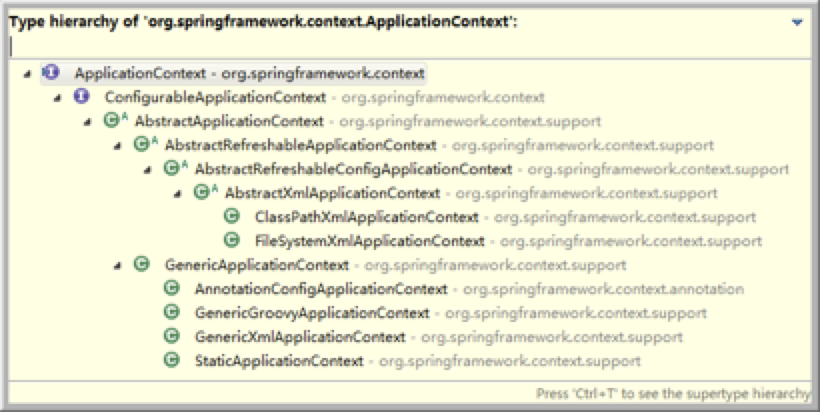 Type hierarchy of 'org.springframework.context.ApplicationContext':
ApplicationContext - org.springframework.context
ConfigurableApplicationContext - org.springframework.context
AbstractApplicationContext - org.springframework.context.support
AbstractRefreshableApplicationContext - org.springframework.context.support
AbstractRefreshableConfigApplicationContext - org.springframework.context.support
AbstractXmlApplicationContext - org.springframework.context.support
ClassPathXmlApplicationContext - org.springframework.context.support
FileSystemXmlApplicationContext - org.springframework.context.support
GenericApplicationContext - org.springframework.context.support
AnnotationConfigApplicationContext - org.springframework.context.annotation
GenericGroovyApplicationContext - org.springframework.context.support
GenericXmlApplicationContext - org.springframework.context.support
StaticApplicationContext - org.springframework.context.support
Press 'Ctrl+T' to see the supertype hierarchy